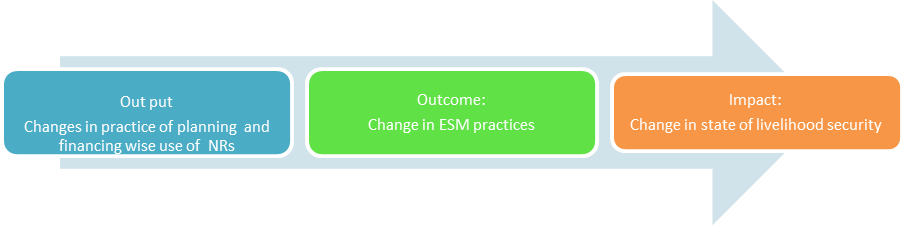 Out put
Changes in practice of planning and
financing wise use of NRs
Outcome:
Change in ESM practices
Impact:
Change in state of livelihood security